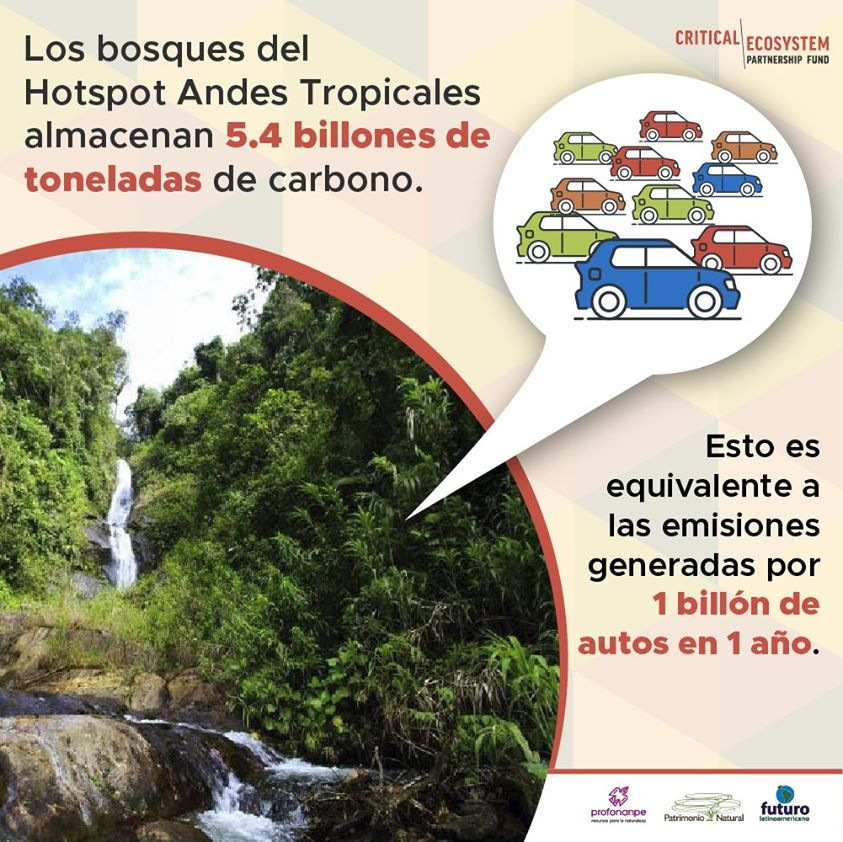 Los bosques del
Hotspot Andes Tropicales
almacenan 5.4 billones de
toneladas de carbono.
CRITICAL ECOSYSTEM
PARTNERSHIP FUND
Esto es
equivalente a
las emisiones
generadas por
1 billón de
autos en 1 año.
profonanpe
recursos para la naturaleza
Patrimonio Natural
futuro
latinoamericano